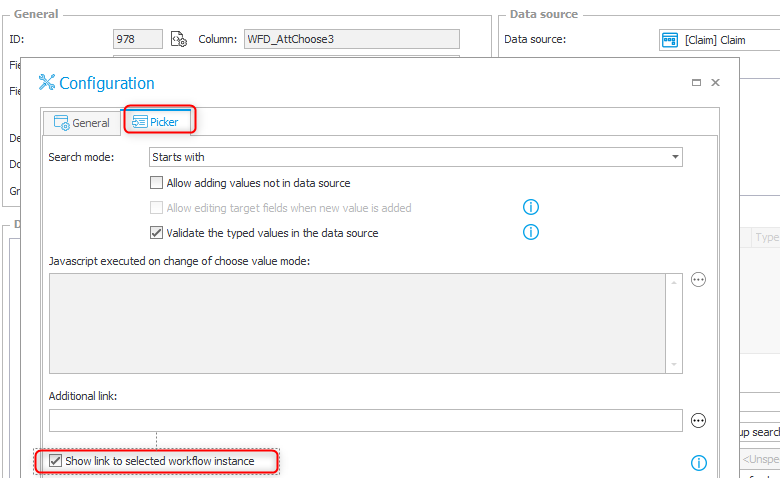 General
Data source
ID:
978
Column:
WFD_AttChoose3
Data source:
[Claim] Claim
Fie
Configuration
Fie
General
Picker
De
Search mode:
Starts with
Do
Allow adding values not in data source
Gr
Allow editing target fields when new value is added
D
Validate the typed values in the data source
Type
Javascript executed on change of choose value mode:
Additional link:
up search
Show link to selected workflow instance
<Unspe